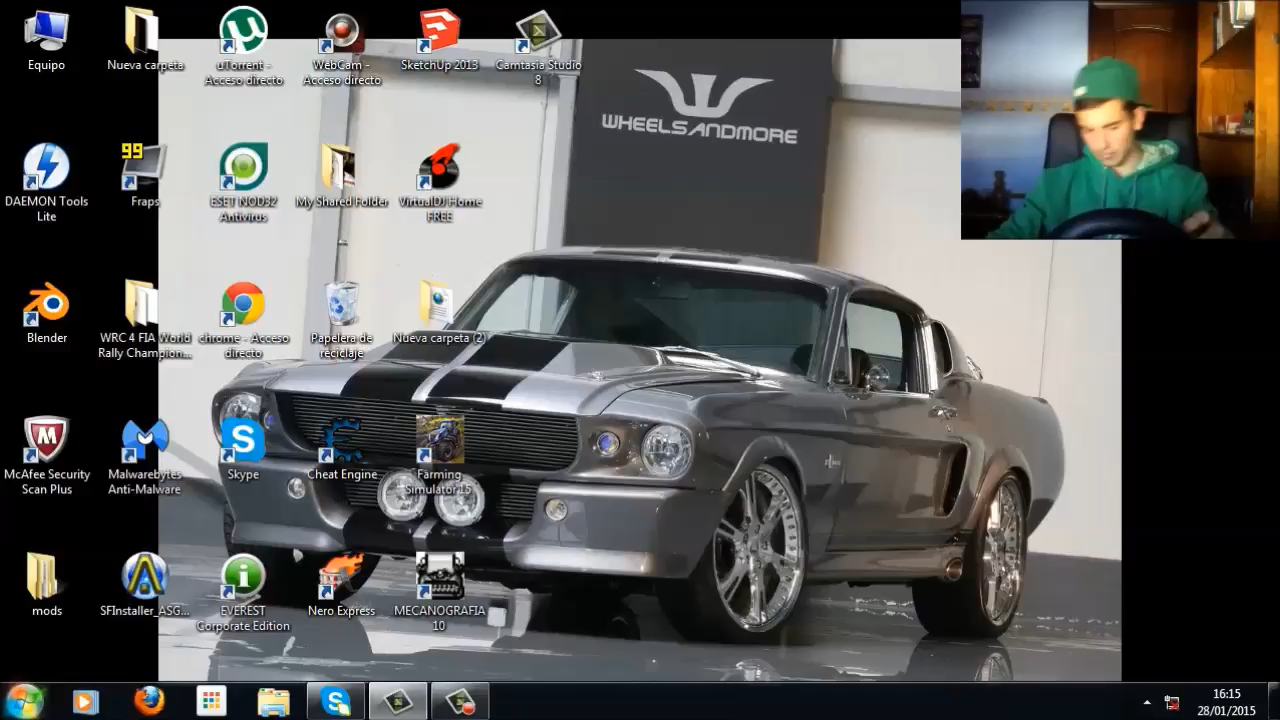 Equipo
Nueva carpeta
uTorrent -
Acceso directo
WebCam -
Acceso directo
SketchUp 2013
Camtasia Studio
8
WHEELSANDMORE
DAEMON Tools
Lite
99
Fraps
ESET NOD32
Antivirus
My Shared Folder
VirtualDJ Home
FREE
Blender
WRC 4 FIA World
Rally Champion...
chrome - Acceso
directo
Papelera de
reciclaje
Nueva carpeta (2)
McAfee Security
Scan Plus
Malwarebytes
Anti-Malware
Skype
Cheat Engine
Farming
Simulator 15
mods
SFInstaller_ASG...
EVEREST
Corporate Edition
Nero Express
MECANOGRAFIA
10
16:15
28/01/2015